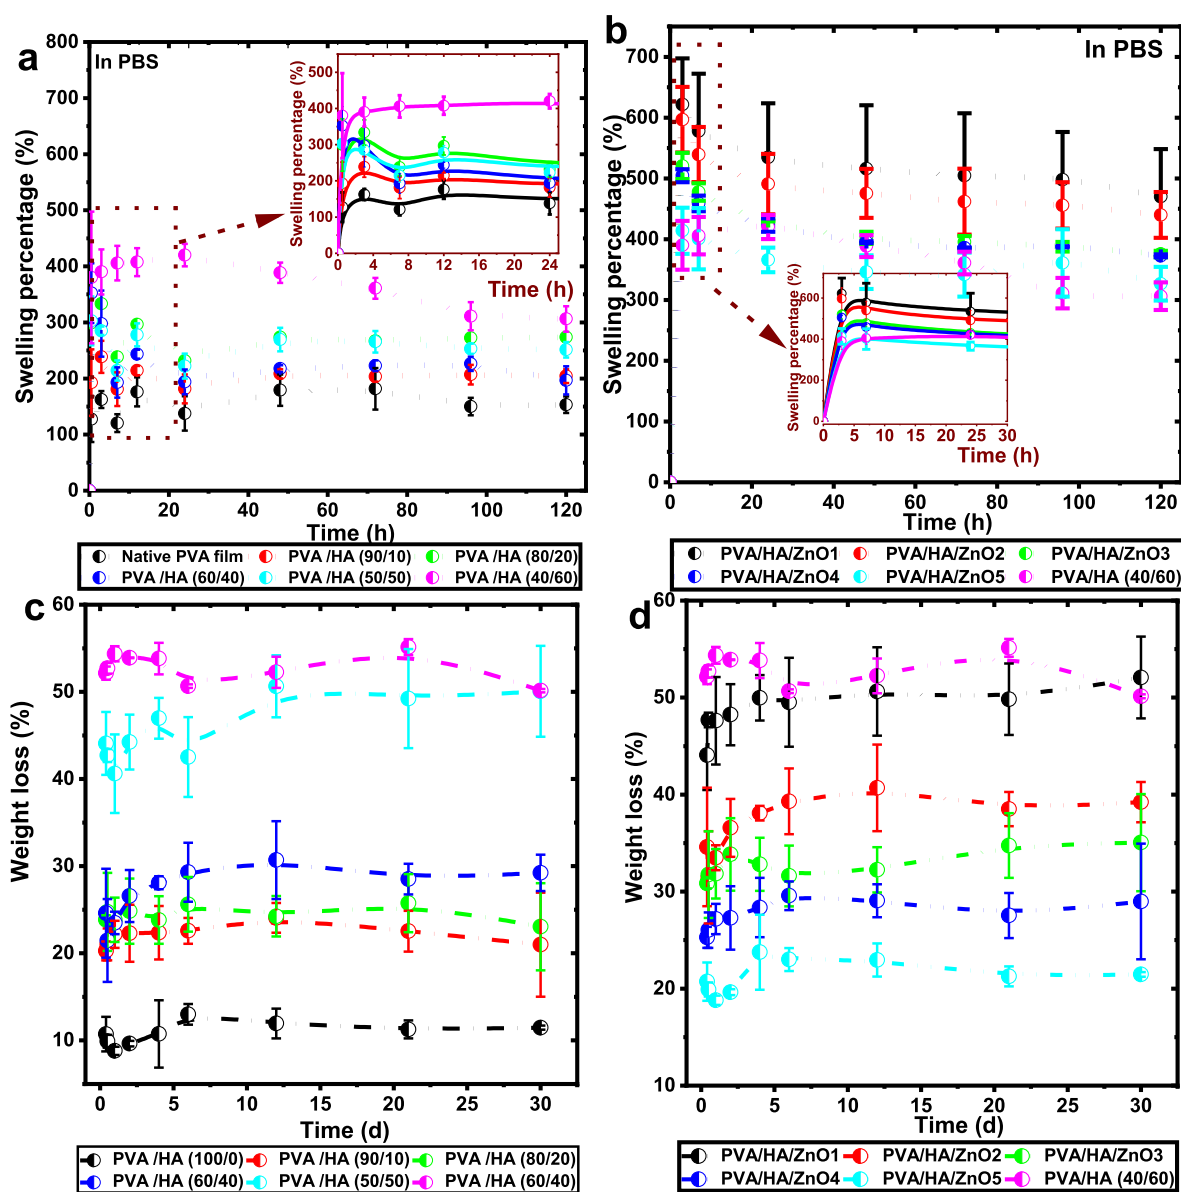 a
In PBS
Swelling percentage (%)
800
700
600
500
400
300
200
100
0
0 20 40 60 80 100 120
Time (h)
Swelling percentage (%)
500
400
300
200
100
0
0 4 8 12 16 20 24
Time (h)
Native PVA film PVA /HA (90/10) PVA /HA (80/20)
PVA /HA (60/40) PVA /HA (50/50) PVA /HA (40/60)
b
In PBS
Swelling percentage (%)
700
600
500
400
300
200
100
0
0 20 40 60 80 100 120
Time (h)
Swelling percentage (%)
600
400
200
0
0 5 10 15 20 25 30
Time (h)
PVA/HA/ZnO1 PVA/HA/ZnO2 PVA/HA/ZnO3
PVA/HA/ZnO4 PVA/HA/ZnO5 PVA/HA (40/60)
c
Weight loss (%)
60
50
40
30
20
10
0 5 10 15 20 25 30
Time (d)
PVA /HA (100/0) PVA /HA (90/10) PVA /HA (80/20)
PVA /HA (60/40) PVA /HA (50/50) PVA /HA (60/40)
d
Weight loss (%)
60
50
40
30
20
10
0 5 10 15 20 25 30
Time (d)
PVA/HA/ZnO1 PVA/HA/ZnO2 PVA/HA/ZnO3
PVA/HA/ZnO4 PVA/HA/ZnO5 PVA/HA (40/60)